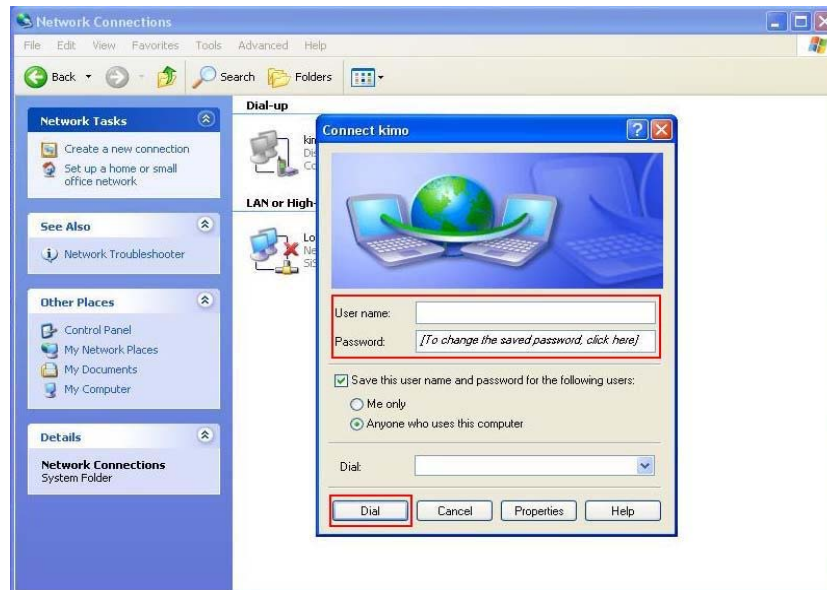 Network Connections
File Edit View Favorites Tools Advanced Help
Back Search Folders
Network Tasks
Create a new connection
Set up a home or small
office network
See Also
Network Troubleshooter
Other Places
Control Panel
My Network Places
My Documents
My Computer
Details
Network Connections
System Folder
Dial-up
LAN or High-
Connect kimo
User name:
Password: [To change the saved password, click here]
Save this user name and password for the following users:
Me only
Anyone who uses this computer
Dial:
Dial Cancel Properties Help